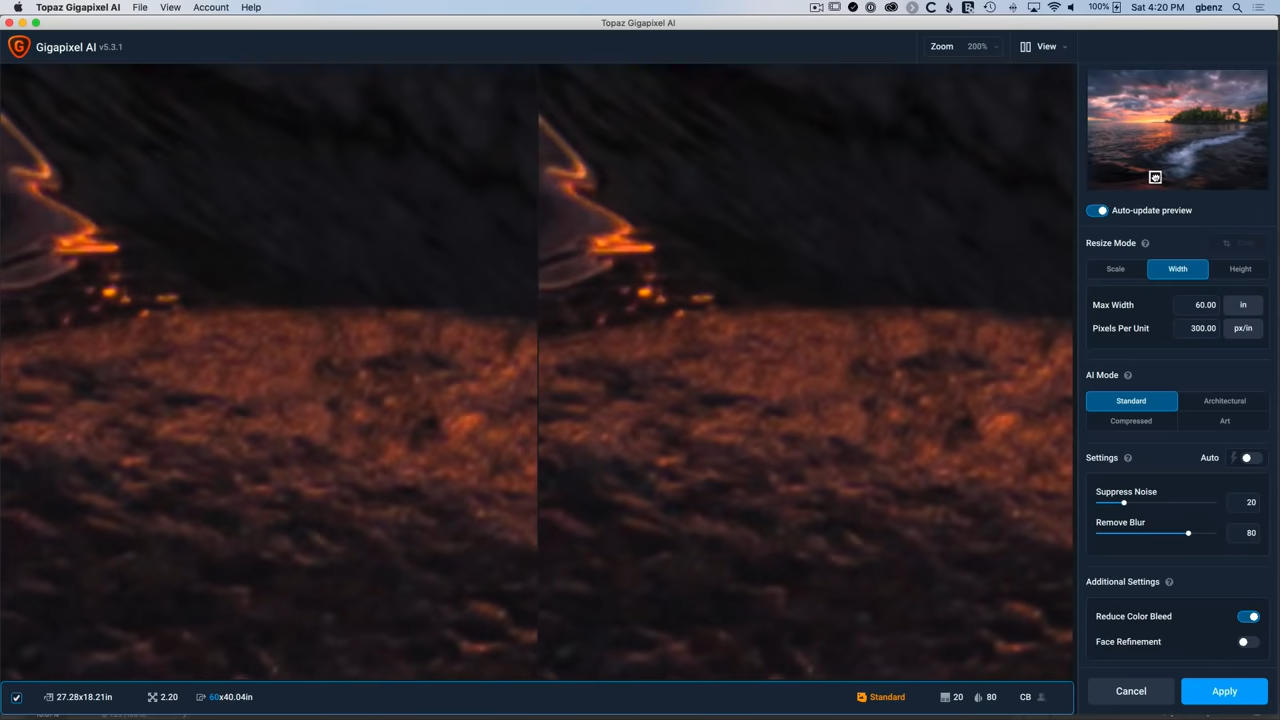 Topaz Gigapixel AI File View Account Help 100% Sat 4:20 PM gbenz
Topaz Gigapixel AI
Gigapixel AI v5.3.1 Zoom 200% View
Auto-update preview
Resize Mode
Scale Width Height
Max Width 60.00 in
Pixels Per Unit 300.00 px/in
AI Mode
Standard Architectural
Compressed Art
Settings Auto
Suppress Noise
20
Remove Blur
80
Additional Settings
Reduce Color Bleed
Face Refinement
27.28x18.21in 2.20 60x40.04in Standard 20 80 CB
Cancel Apply